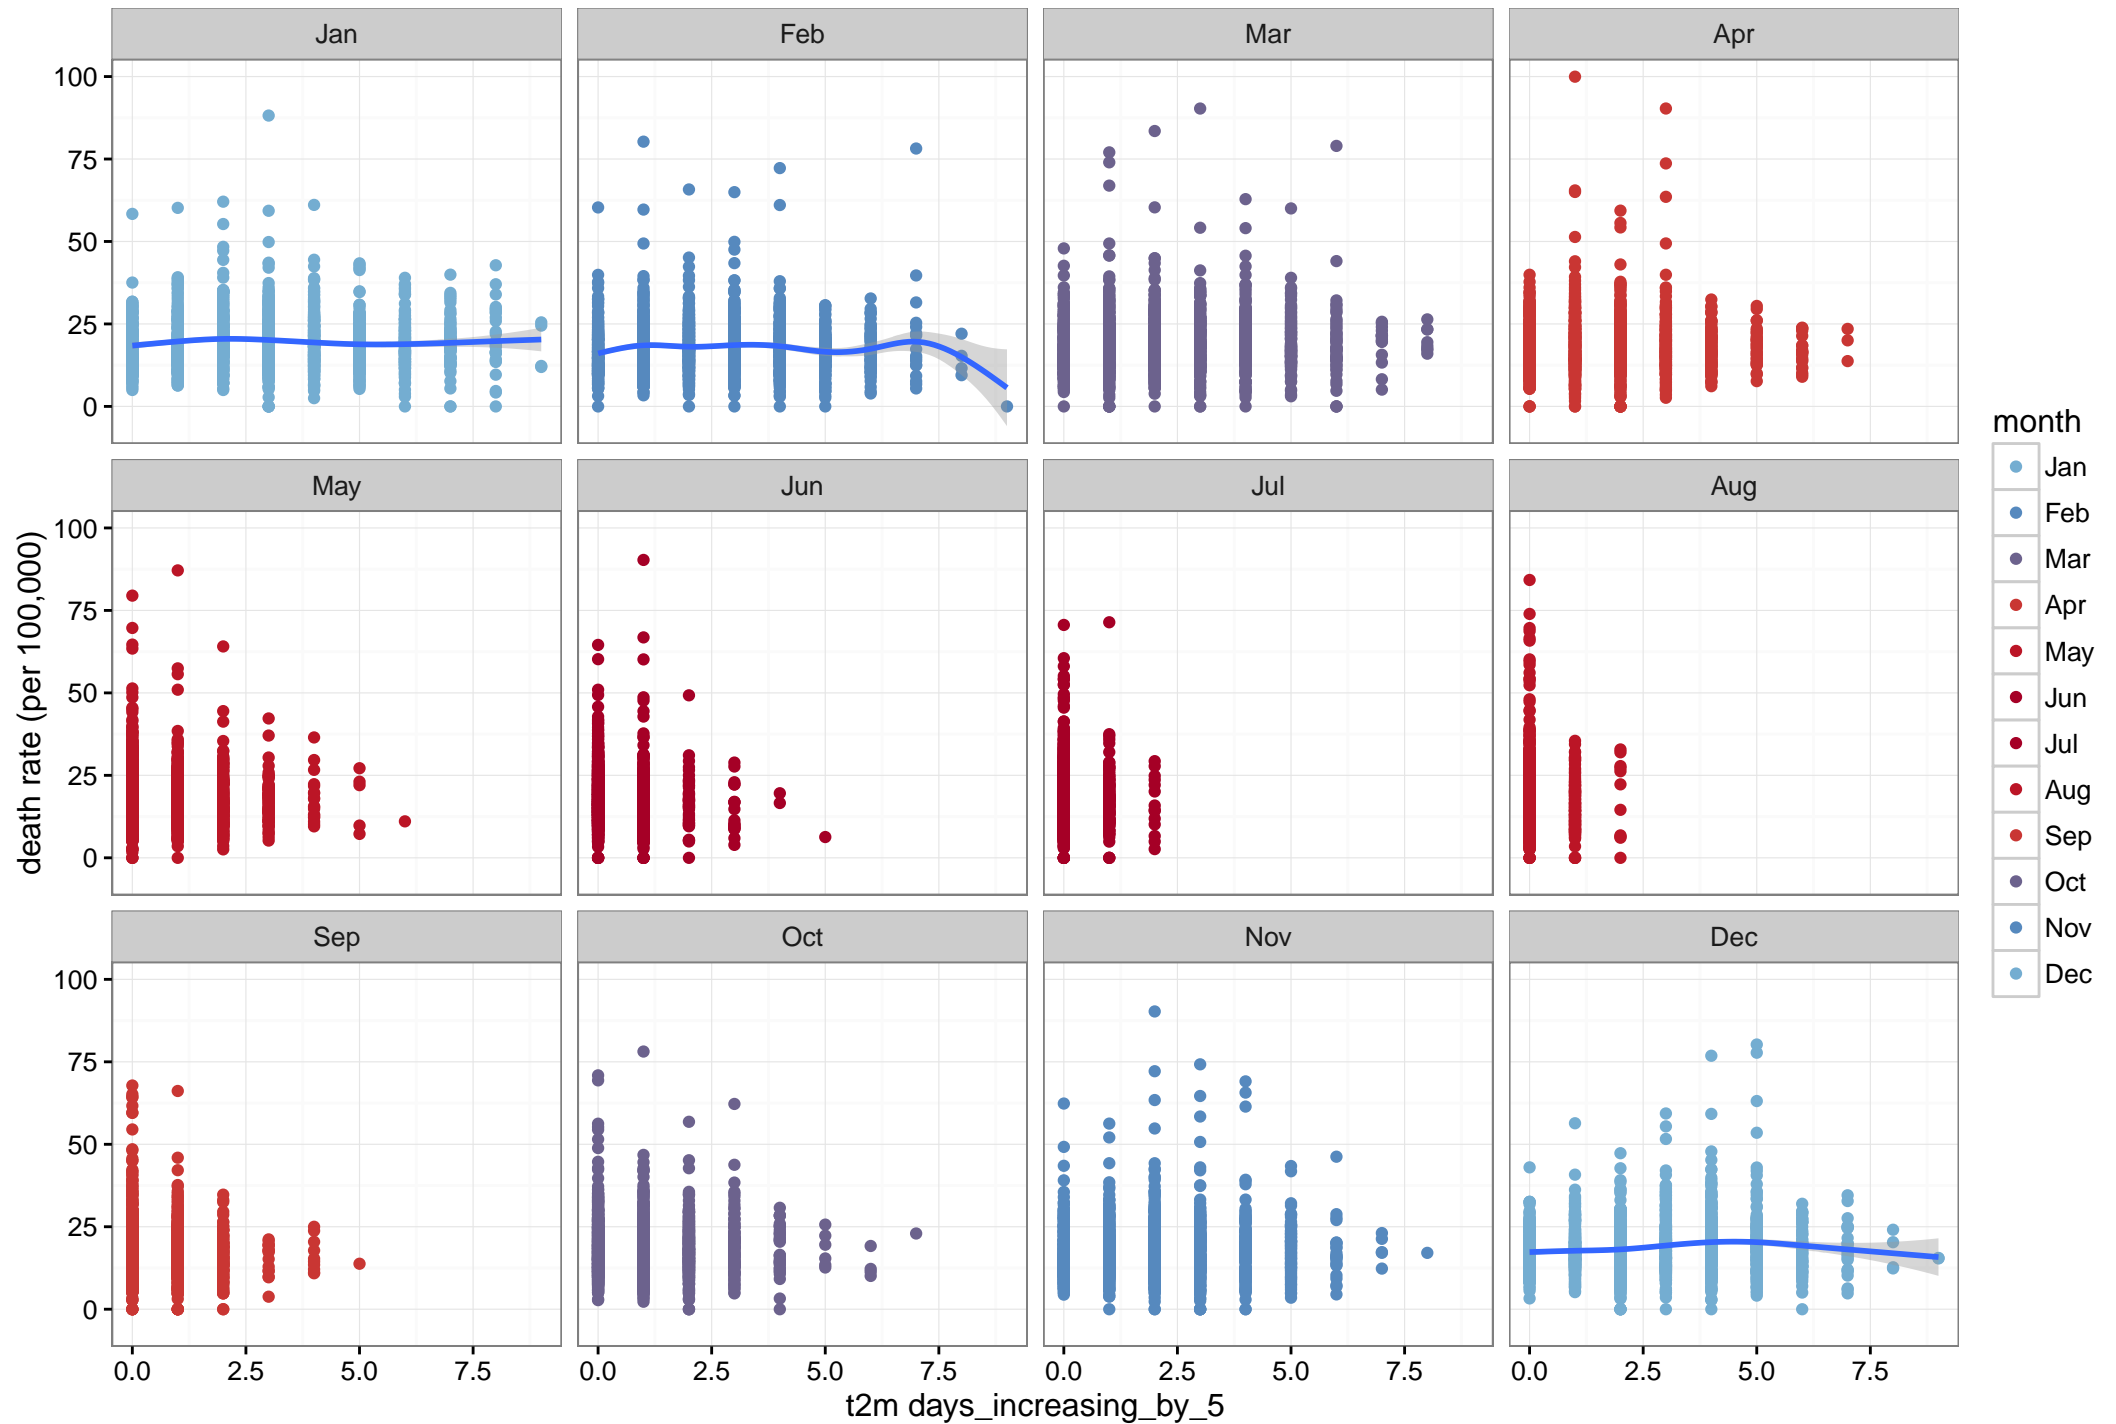 Jan Feb Mar Apr
100
75
50
25
0
May Jun Jul Aug
100
75
50
25
0
Sep Oct Nov Dec
100
75
50
25
0
0.0 2.5 5.0 7.5 0.0 2.5 5.0 7.5 0.0 2.5 5.0 7.5 0.0 2.5 5.0 7.5
t2m days_increasing_by_5
death rate (per 100,000)
month
Jan
Feb
Mar
Apr
May
Jun
Jul
Aug
Sep
Oct
Nov
Dec